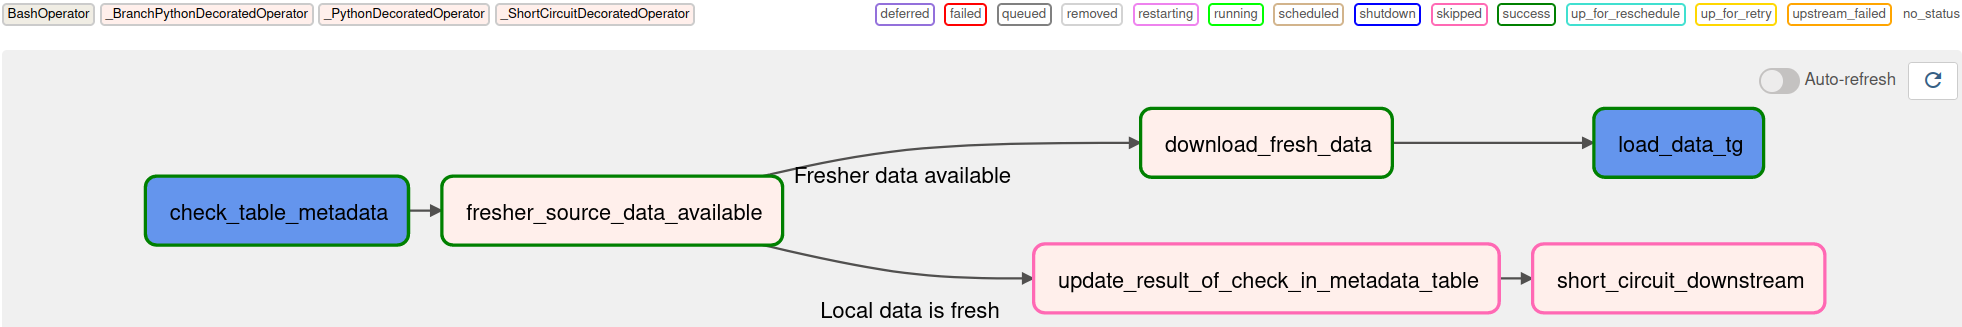 BashOperator _BranchPythonDecoratedOperator _PythonDecoratedOperator _ShortCircuitDecoratedOperator deferred failed queued removed restarting running scheduled shutdown skipped success up_for_reschedule up_for_retry upstream_failed no_status
Auto-refresh
download_fresh_data load_data_tg
Fresher data available
check_table_metadata fresher_source_data_available
update_result_of_check_in_metadata_table short_circuit_downstream
Local data is fresh